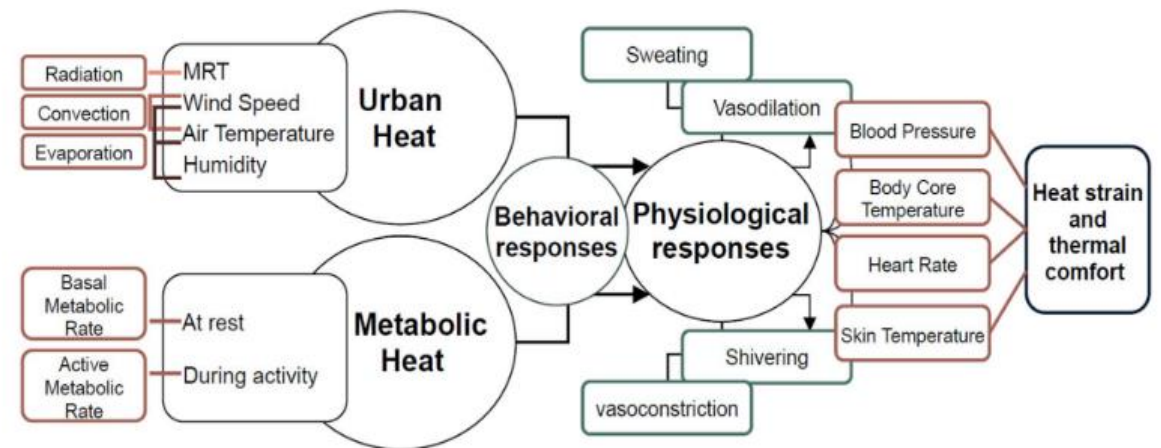 Radiation
Convection
Evaporation
MRT
Wind Speed
Air Temperature
Humidity
Urban
Heat
Basal
Metabolic
Rate
Active
Metabolic
Rate
At rest
During activity
Metabolic
Heat
Behavioral
responses
Physiological
responses
Sweating
Vasodilation
Shivering
vasoconstriction
Blood Pressure
Body Core
Temperature
Heart Rate
Skin Temperature
Heat strain
and
thermal
comfort